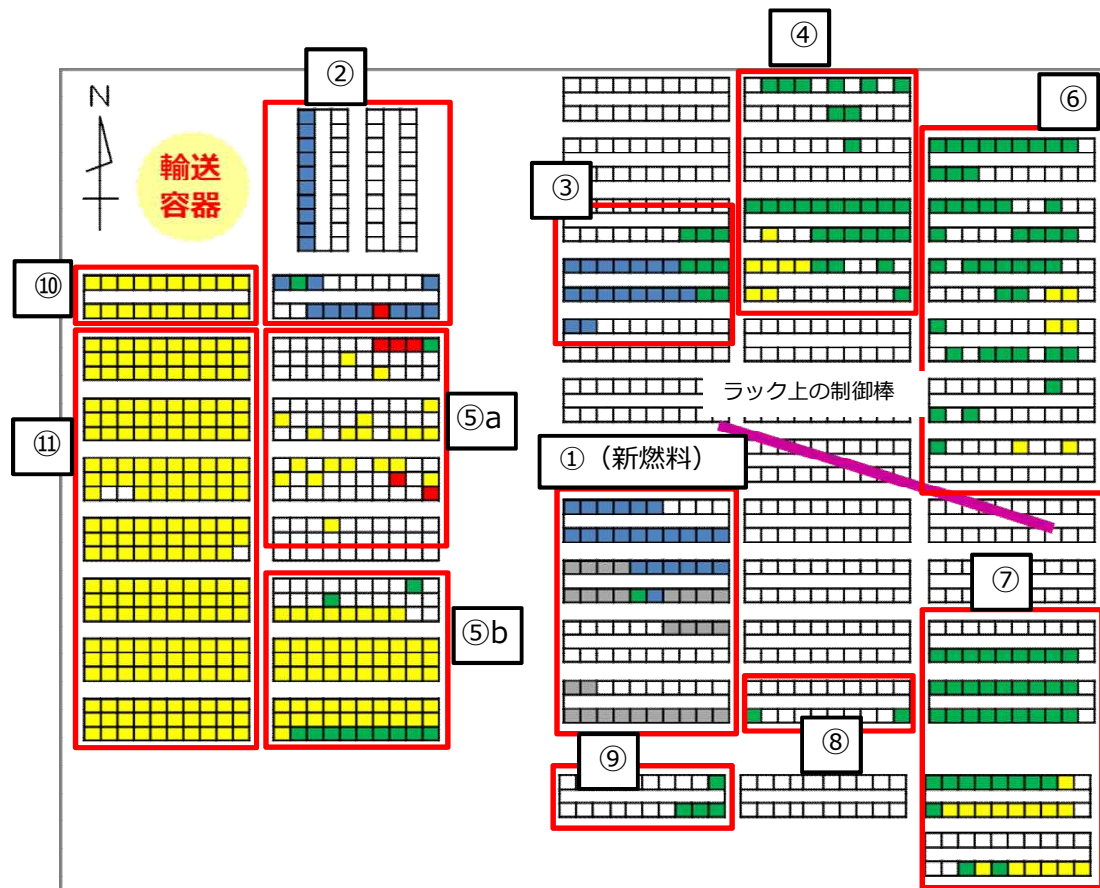 ④
②
⑥
N
輸送
容器
③
⑩
ラック上の制御棒
⑤a
⑪
①（新燃料）
⑦
⑤b
⑧
⑨